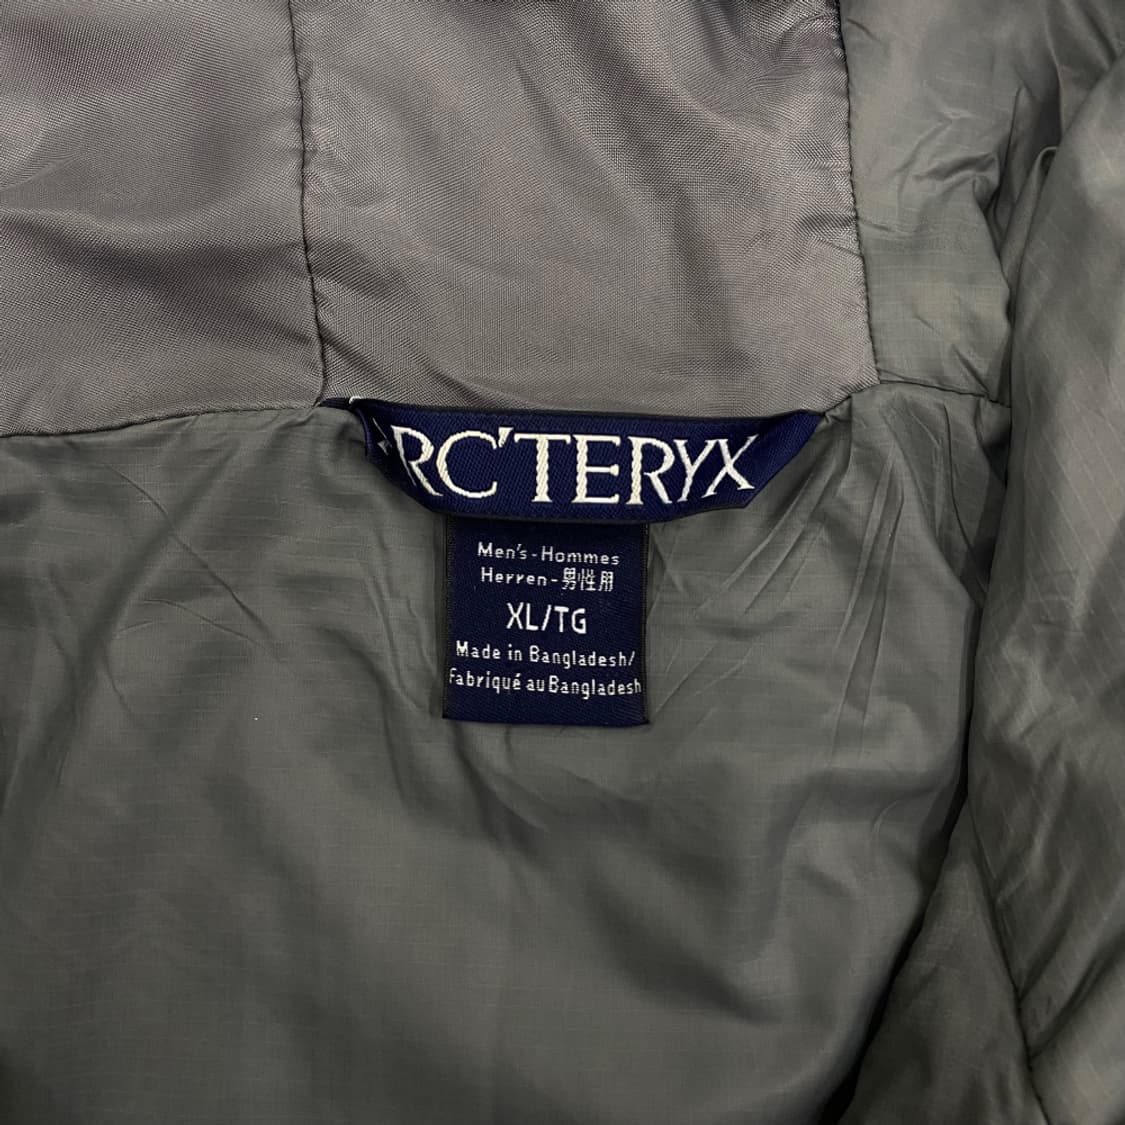 ARC'TERYX
Men's-Hommes
Herren-男性用
XL/TG
Made in Bangladesh/
Fabriqué au Bangladesh